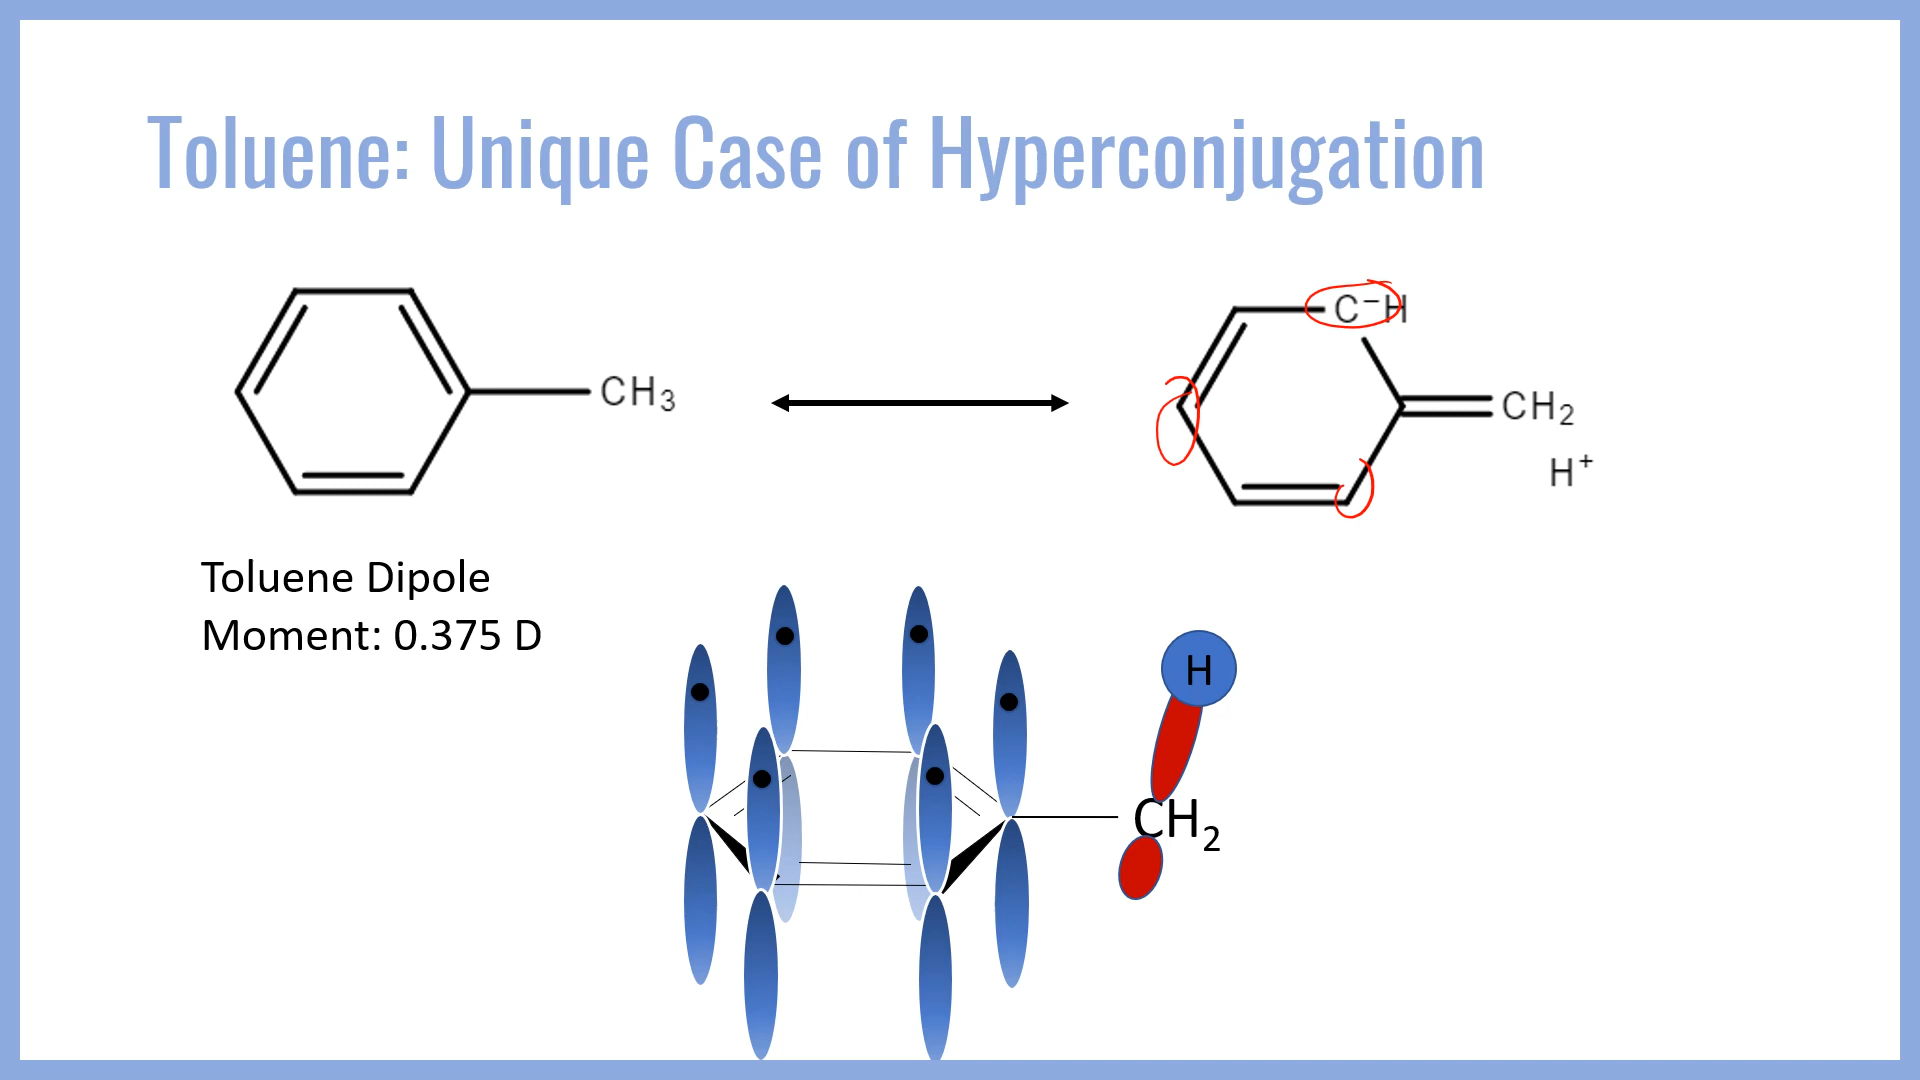 Toluene: Unique Case of Hyperconjugation
C⁻H
CH₃
CH₂
H⁺
Toluene Dipole
Moment: 0.375 D
H
CH₂